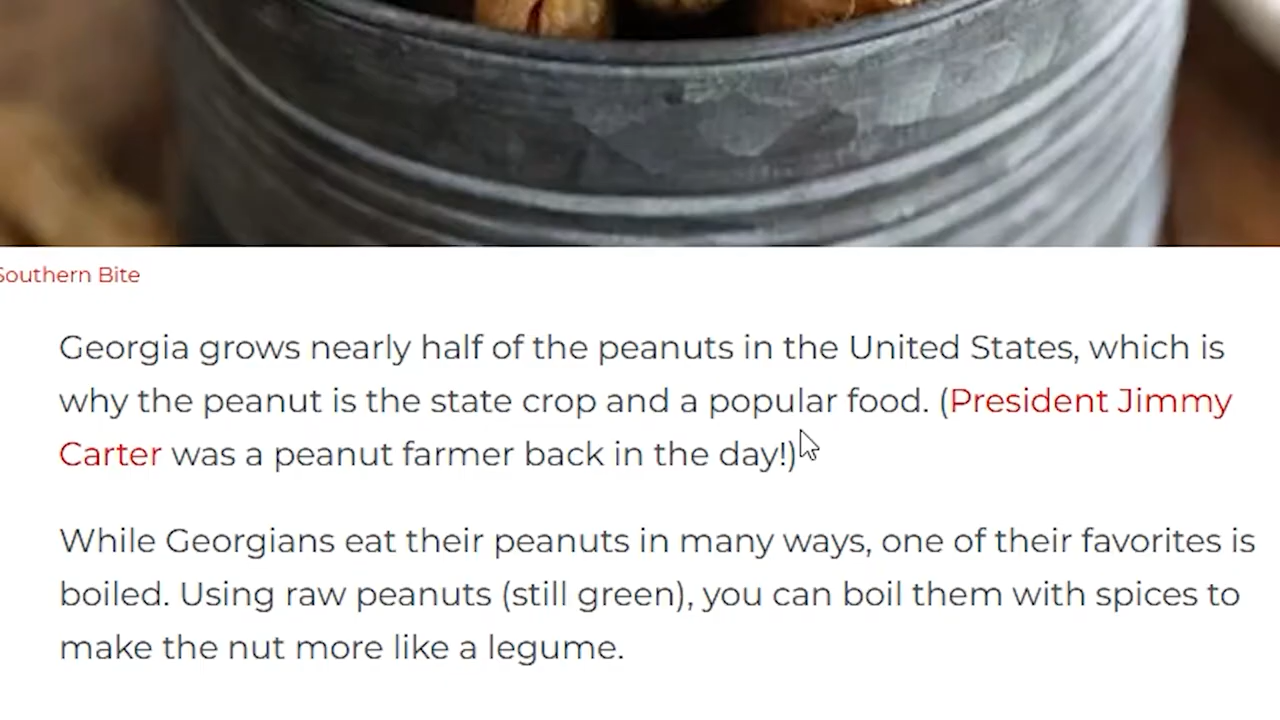 Southern Bite
Georgia grows nearly half of the peanuts in the United States, which is
why the peanut is the state crop and a popular food. (President Jimmy
Carter was a peanut farmer back in the day!)
While Georgians eat their peanuts in many ways, one of their favorites is
boiled. Using raw peanuts (still green), you can boil them with spices to
make the nut more like a legume.